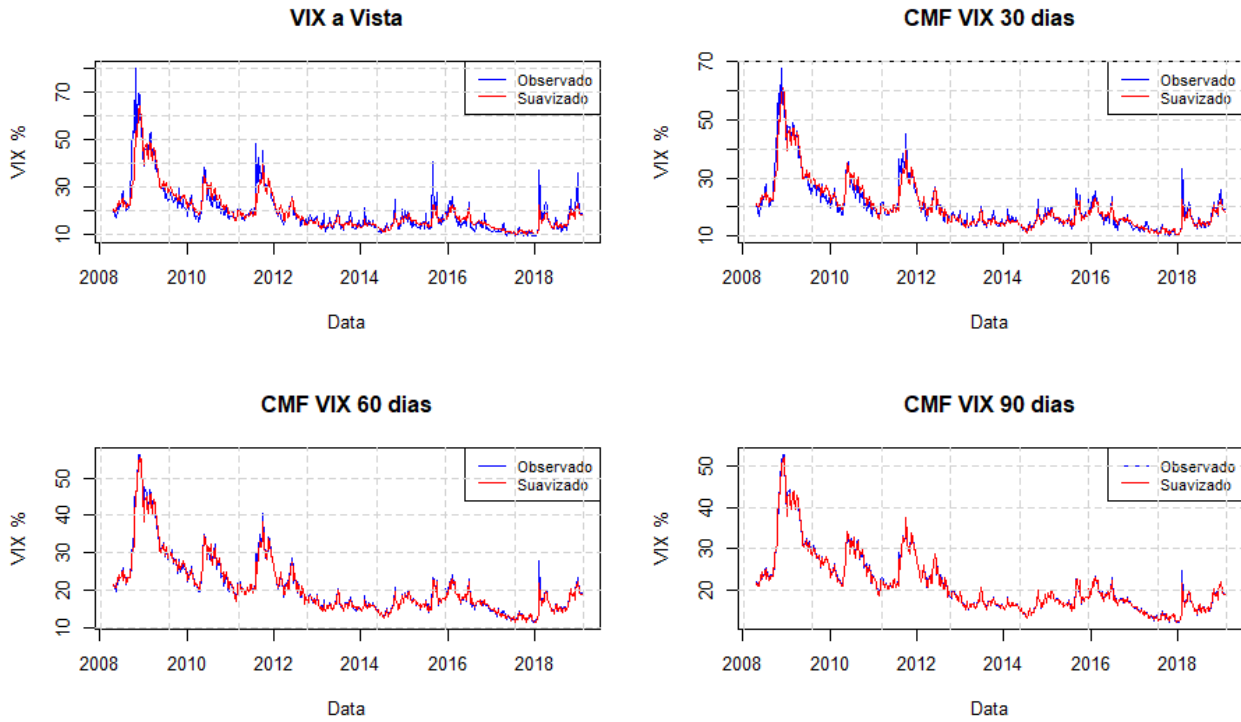 VIX a Vista
VIX %
70
50
30
10
Observado
Suavizado
2008 2010 2012 2014 2016 2018
Data
CMF VIX 30 dias
VIX %
70
50
30
10
Observado
Suavizado
2008 2010 2012 2014 2016 2018
Data
CMF VIX 60 dias
VIX %
50
40
30
20
10
Observado
Suavizado
2008 2010 2012 2014 2016 2018
Data
CMF VIX 90 dias
VIX %
50
40
30
20
Observado
Suavizado
2008 2010 2012 2014 2016 2018
Data